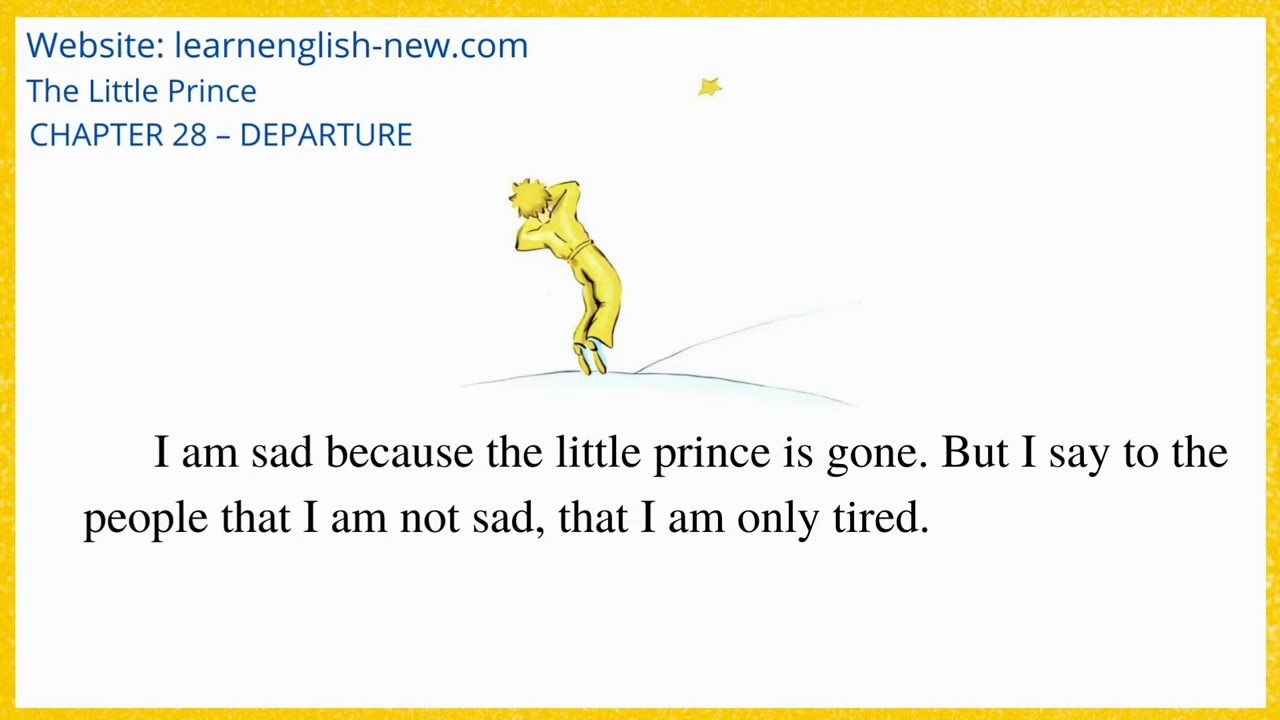 Website: learnenglish-new.com
The Little Prince
CHAPTER 28 – DEPARTURE
I am sad because the little prince is gone. But I say to the
people that I am not sad, that I am only tired.